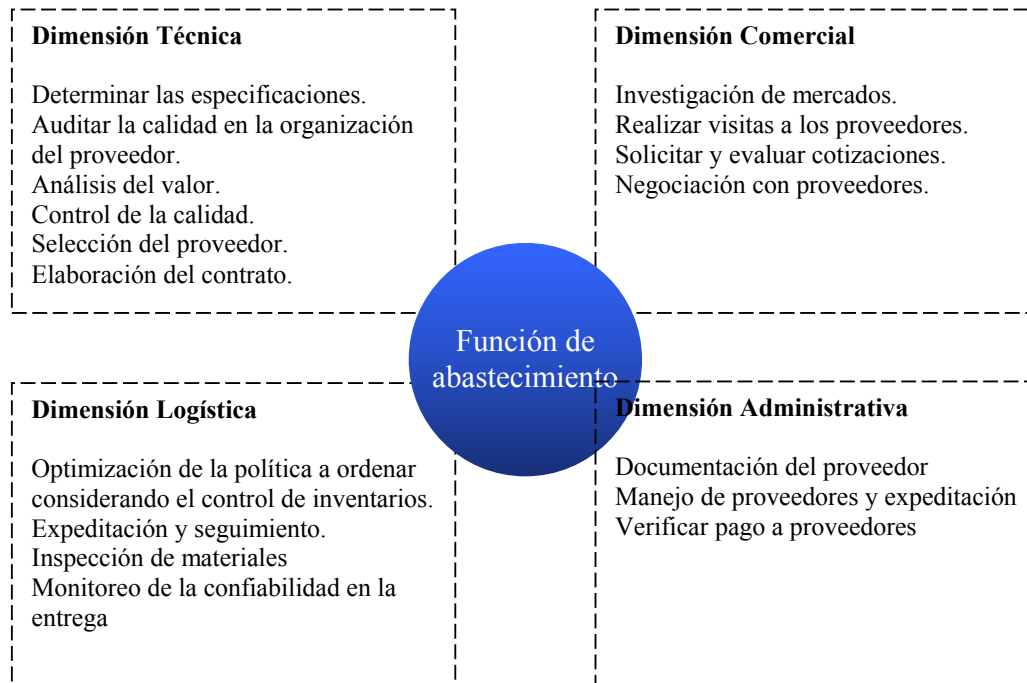 Dimensión Técnica
Determinar las especificaciones.
Auditar la calidad en la organización
del proveedor.
Análisis del valor.
Control de la calidad.
Selección del proveedor.
Elaboración del contrato.
Dimensión Comercial
Investigación de mercados.
Realizar visitas a los proveedores.
Solicitar y evaluar cotizaciones.
Negociación con proveedores.
Función de
abastecimiento
Dimensión Logística
Optimización de la política a ordenar
considerando el control de inventarios.
Expeditación y seguimiento.
Inspección de materiales
Monitoreo de la confiabilidad en la
entrega
Dimensión Administrativa
Documentación del proveedor
Manejo de proveedores y expeditación
Verificar pago a proveedores